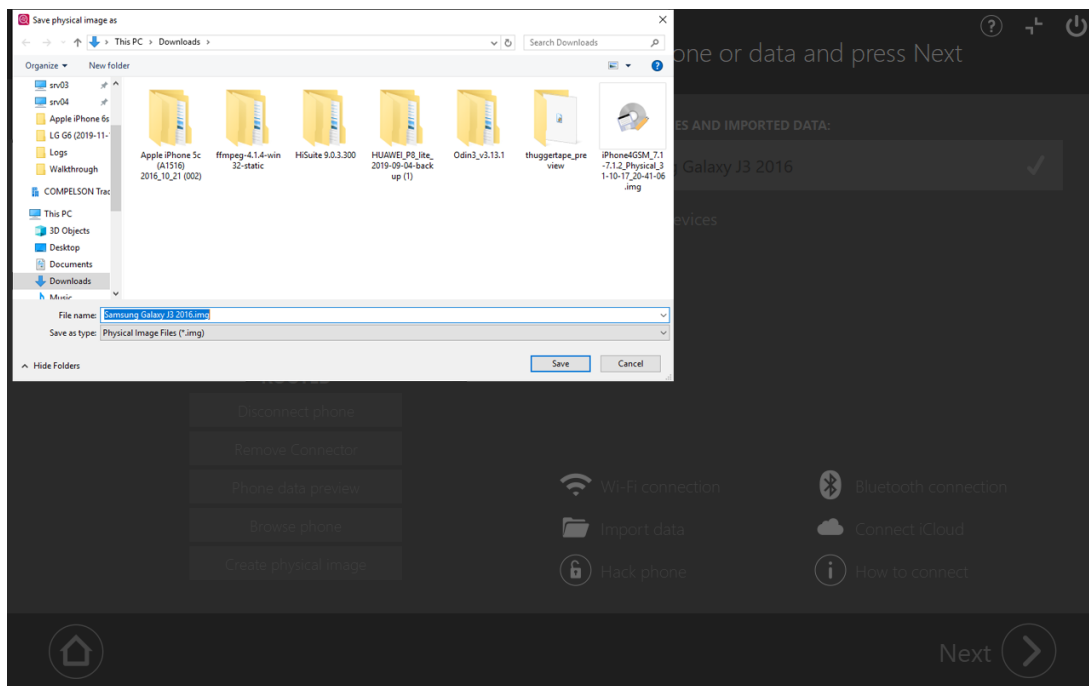 Save physical image as
This PC > Downloads >
Search Downloads
Organize
New folder
srv03
srv04
Apple iPhone 6s
LG G6 (2019-11-
Logs
Walkthrough
COMPELSON Trac
This PC
3D Objects
Desktop
Documents
Downloads
Music
Apple iPhone 5c
(A1516)
2016_10_21 (002)
ffmpeg-4.1.4-win
32-static
HiSuite 9.0.3.300
HUAWEI_P8_lite_
2019-09-04-back
up (1)
Odin3_v3.13.1
thuggertape_pre
view
iPhone4GSM_7.1
-7.1.2_Physical_3
1-10-17_20-41-06
.img
File name: Samsung Galaxy J3 2016.img
Save as type: Physical Image Files (*.img)
Hide Folders
Save
Cancel
one or data and press Next
ES AND IMPORTED DATA:
g Galaxy J3 2016
evices
ROOTED
Disconnect phone
Remove Connector
Phone data preview
Browse phone
Create physical image
Wi-Fi connection
Bluetooth connection
Import data
Connect iCloud
Hack phone
How to connect
Next